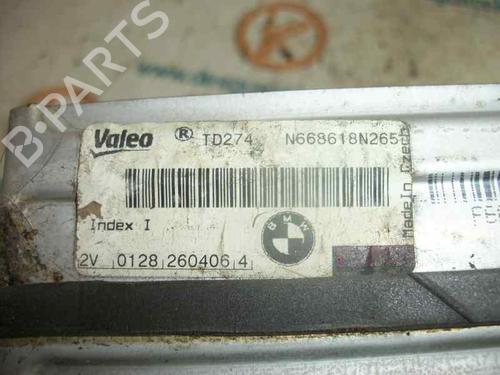 Valeo ® TD274 N668618N265
Index I
BMW
2V 0128 260406 4
Made In Czech
B-PARTS